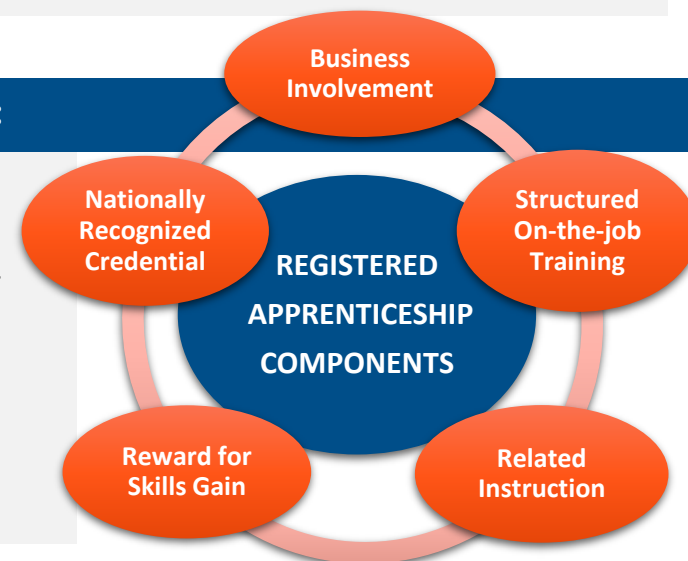 Business
Involvement
Nationally
Recognized
Credential
Structured
On-the-job
Training
REGISTERED
APPRENTICESHIP
COMPONENTS
Reward for
Skills Gain
Related
Instruction